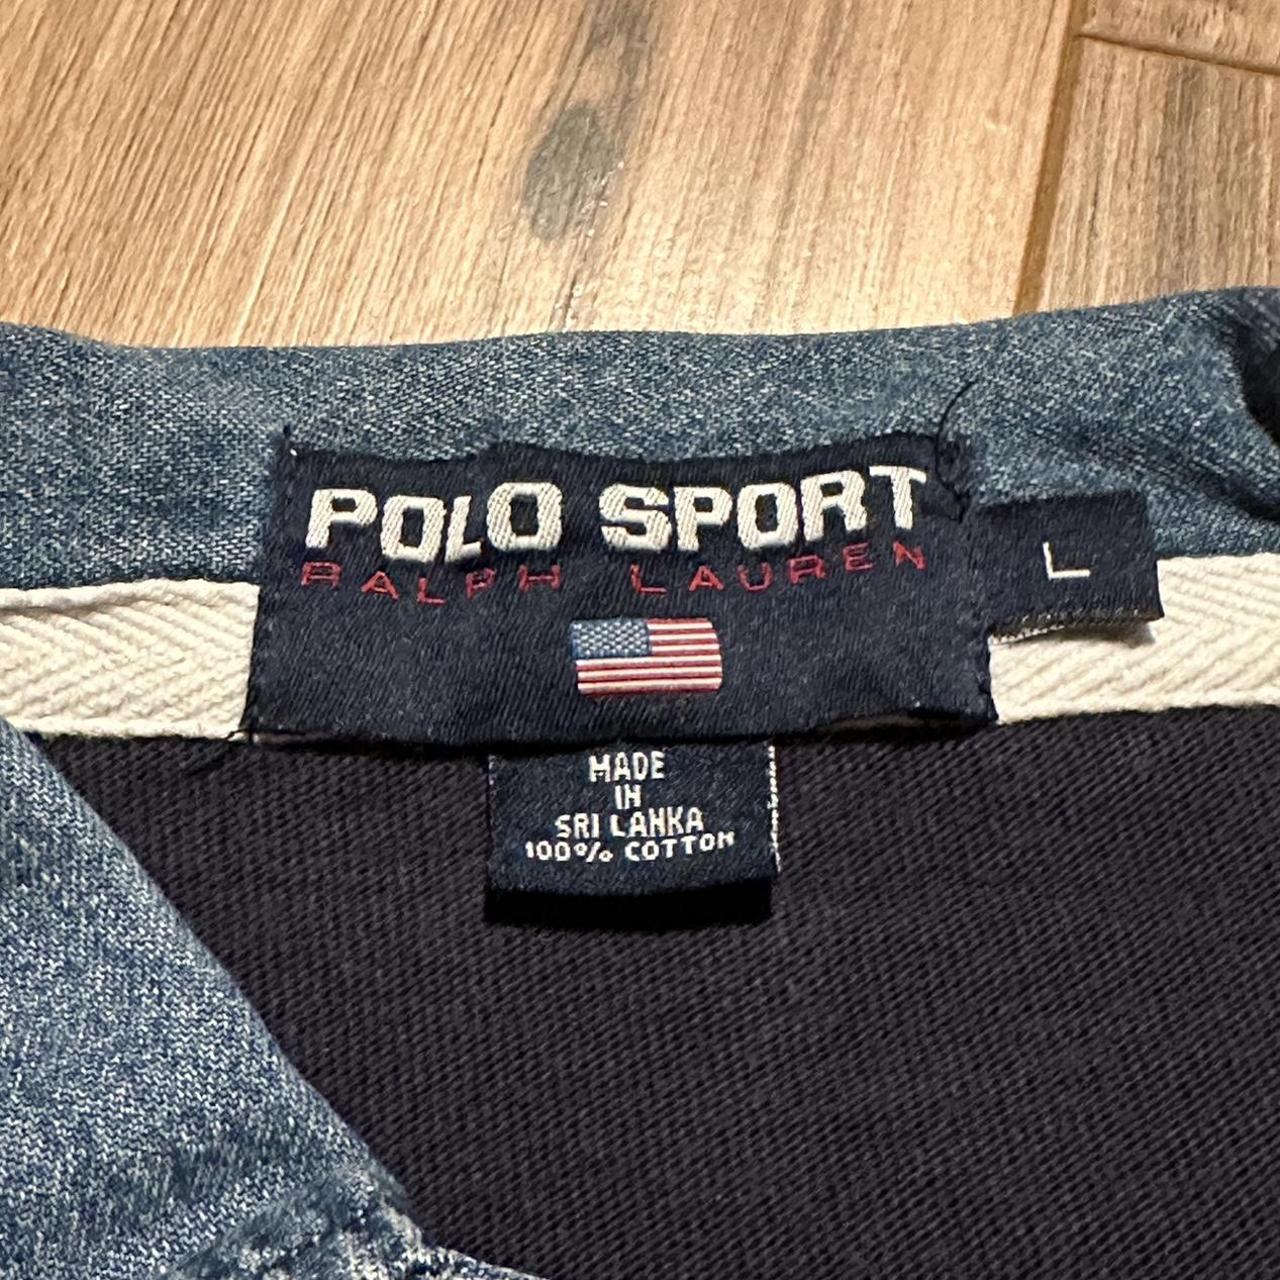 POLO SPORT
RALPH LAUREN
L
MADE
IN
SRI LANKA
100% COTTON